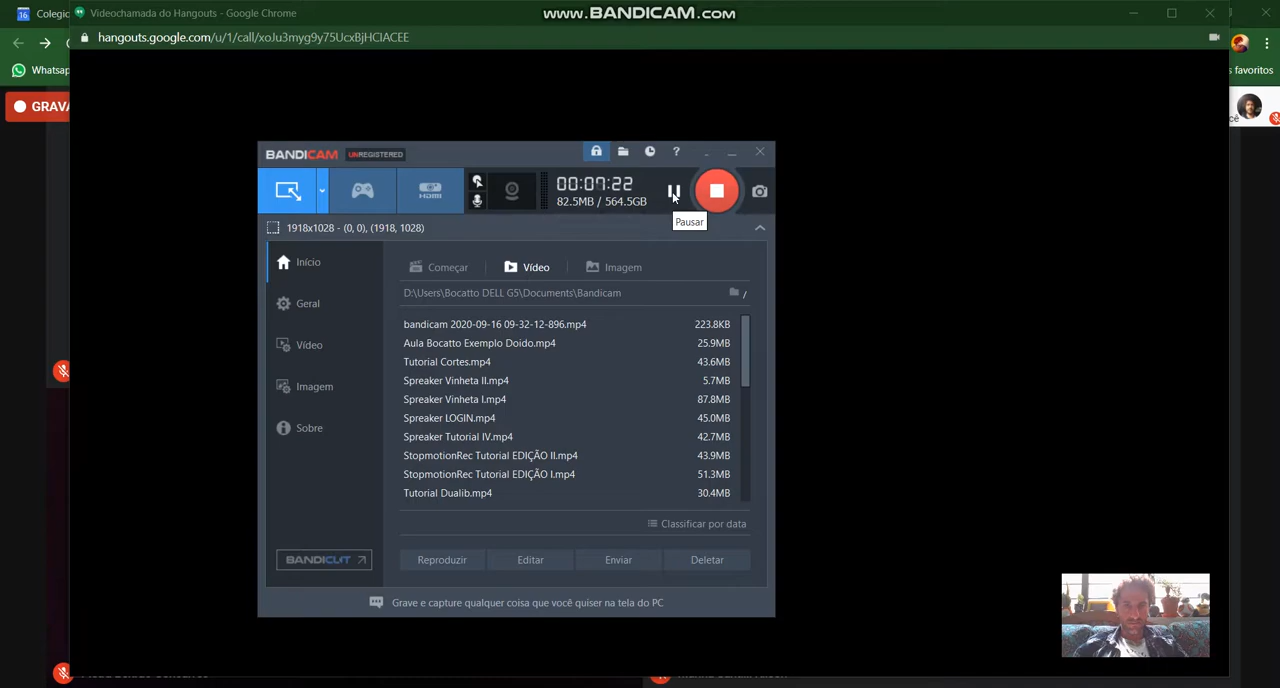 Colegio
Videochamada do Hangouts - Google Chrome
www.BANDICAM.com
hangouts.google.com/u/1/call/xoJu3myg9y75UcxBjHCIACEE
Whatsap
s favoritos
GRAVA
cê
BANDICAM UNREGISTERED
HDMI
00:07:22
82.5MB / 564.5GB
Pausar
1918x1028 - (0, 0), (1918, 1028)
Início
Geral
Vídeo
Imagem
Sobre
BANDICUT
Começar
Vídeo
Imagem
D:\Users\Bocatto DELL G5\Documents\Bandicam
/
bandicam 2020-09-16 09-32-12-896.mp4 223.8KB
Aula Bocatto Exemplo Doido.mp4 25.9MB
Tutorial Cortes.mp4 43.6MB
Spreaker Vinheta II.mp4 5.7MB
Spreaker Vinheta I.mp4 87.8MB
Spreaker LOGIN.mp4 45.0MB
Spreaker Tutorial IV.mp4 42.7MB
StopmotionRec Tutorial EDIÇÃO II.mp4 43.9MB
StopmotionRec Tutorial EDIÇÃO I.mp4 51.3MB
Tutorial Dualib.mp4 30.4MB
Classificar por data
Reproduzir
Editar
Enviar
Deletar
Grave e capture qualquer coisa que você quiser na tela do PC